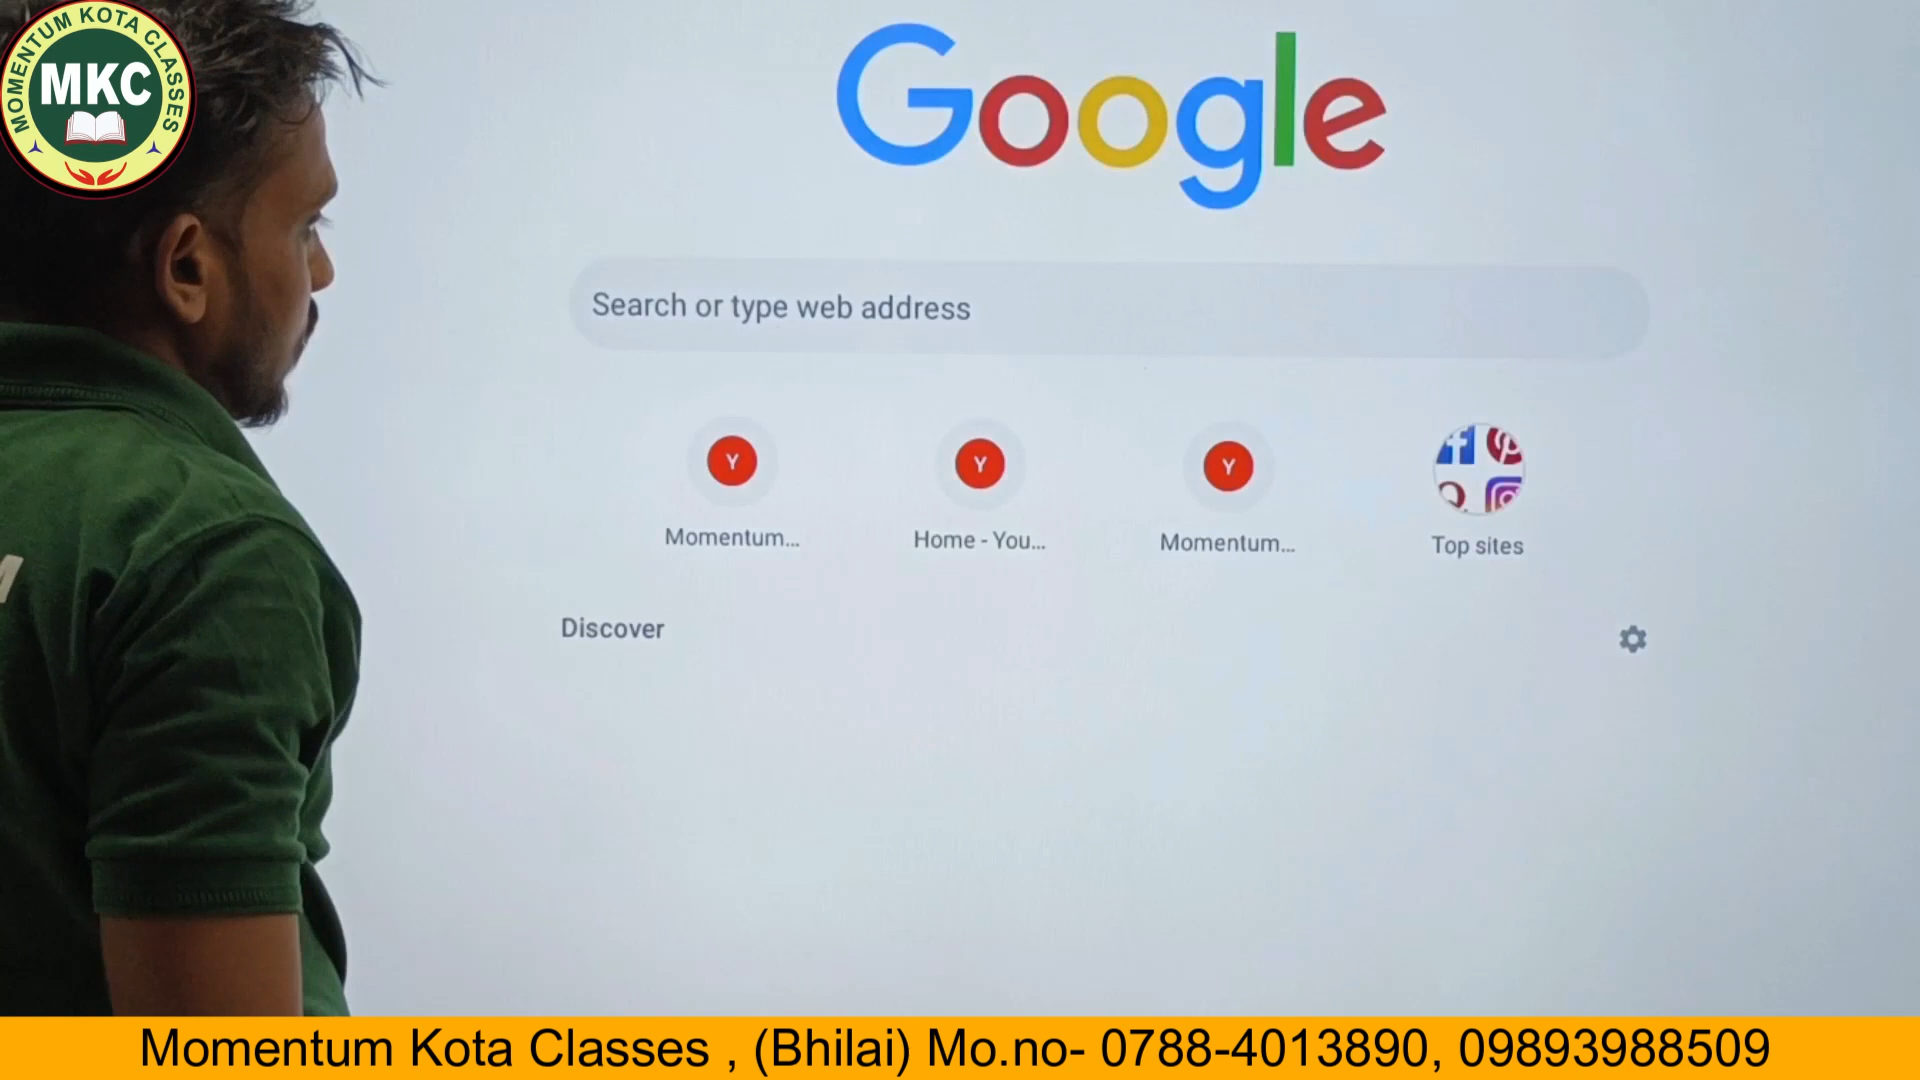 MOMENTUM KOTA CLASSES
MKC
Google
Search or type web address
Y
Y
Y
Momentum...
Home - You...
Momentum...
Top sites
Discover
Momentum Kota Classes , (Bhilai) Mo.no- 0788-4013890, 09893988509